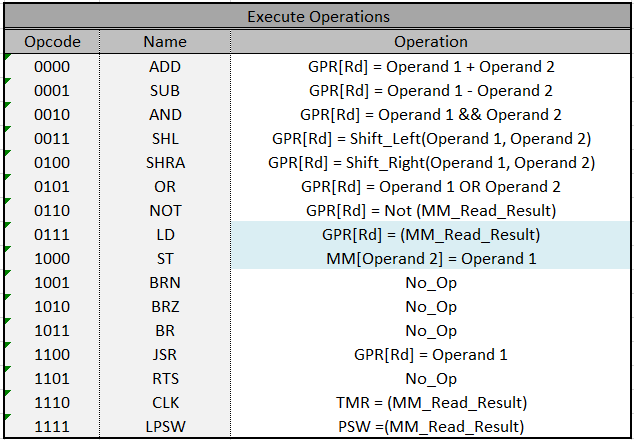 Execute Operations
Opcode Name Operation
0000 ADD GPR[Rd] = Operand 1 + Operand 2
0001 SUB GPR[Rd] = Operand 1 - Operand 2
0010 AND GPR[Rd] = Operand 1 && Operand 2
0011 SHL GPR[Rd] = Shift_Left(Operand 1, Operand 2)
0100 SHRA GPR[Rd] = Shift_Right(Operand 1, Operand 2)
0101 OR GPR[Rd] = Operand 1 OR Operand 2
0110 NOT GPR[Rd] = Not (MM_Read_Result)
0111 LD GPR[Rd] = (MM_Read_Result)
1000 ST MM[Operand 2] = Operand 1
1001 BRN No_Op
1010 BRZ No_Op
1011 BR No_Op
1100 JSR GPR[Rd] = Operand 1
1101 RTS No_Op
1110 CLK TMR = (MM_Read_Result)
1111 LPSW PSW =(MM_Read_Result)